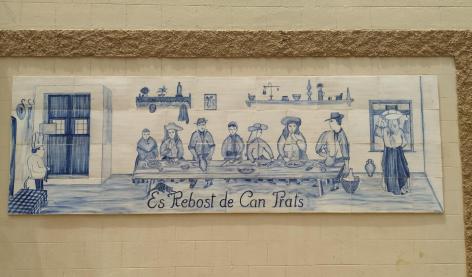 Es Rebost de Can Prats